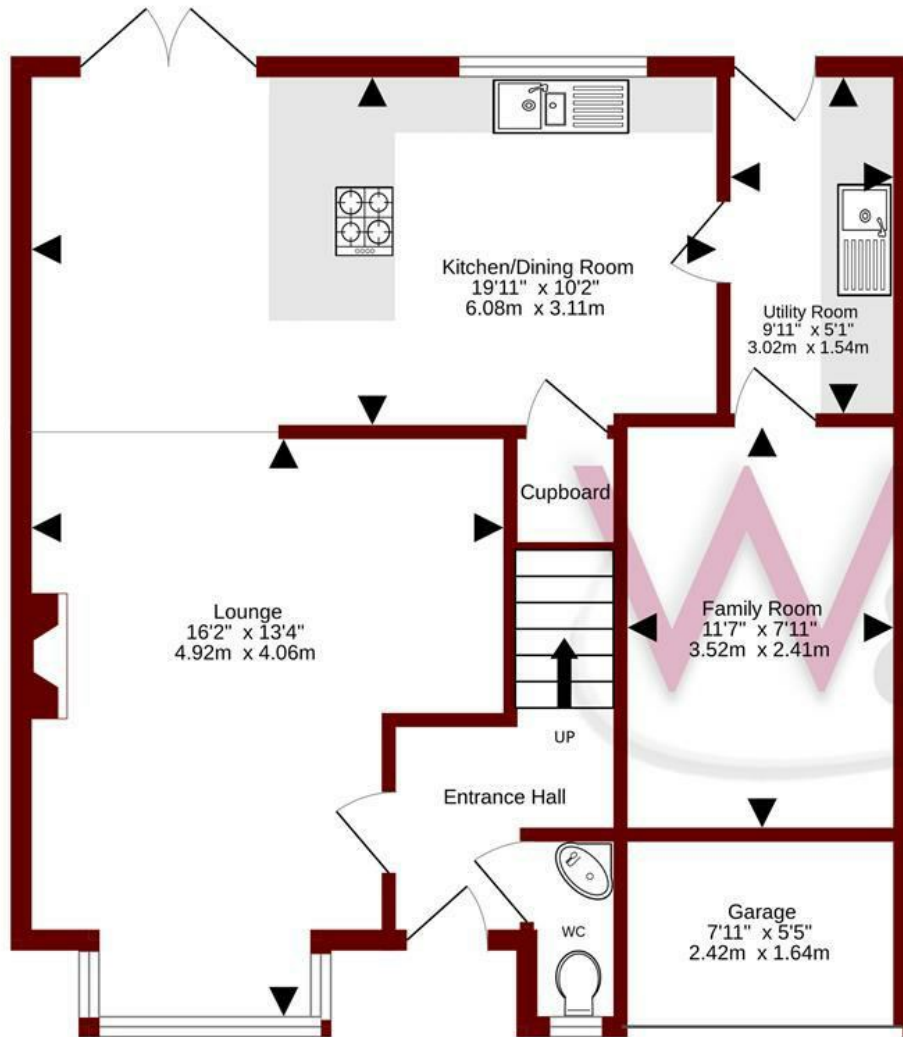 Kitchen/Dining Room
19'11" x 10'2"
6.08m x 3.11m
Utility Room
9'11" x 5'1"
3.02m x 1.54m
Cupboard
Lounge
16'2" x 13'4"
4.92m x 4.06m
Family Room
11'7" x 7'11"
3.52m x 2.41m
UP
Entrance Hall
WC
Garage
7'11" x 5'5"
2.42m x 1.64m
W&